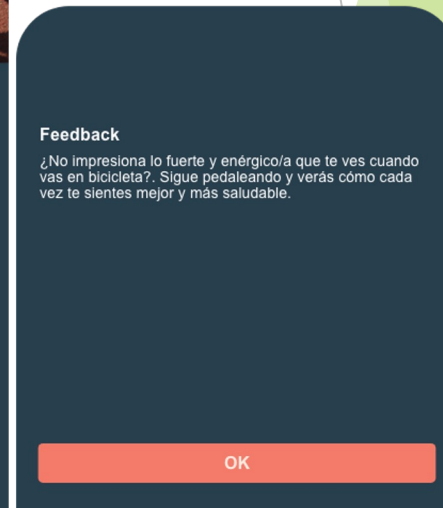 Feedback
¿No impresiona lo fuerte y enérgico/a que te ves cuando
vas en bicicleta?. Sigue pedaleando y verás cómo cada
vez te sientes mejor y más saludable.
OK